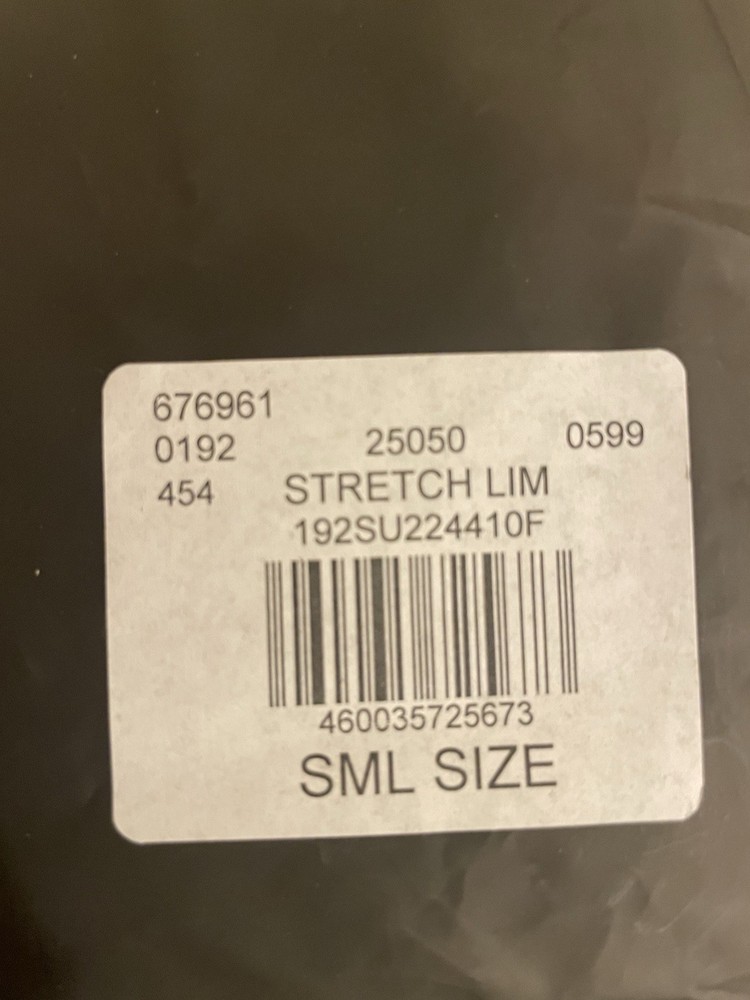 676961
0192 25050 0599
454 STRETCH LIM
192SU224410F
460035725673
SML SIZE